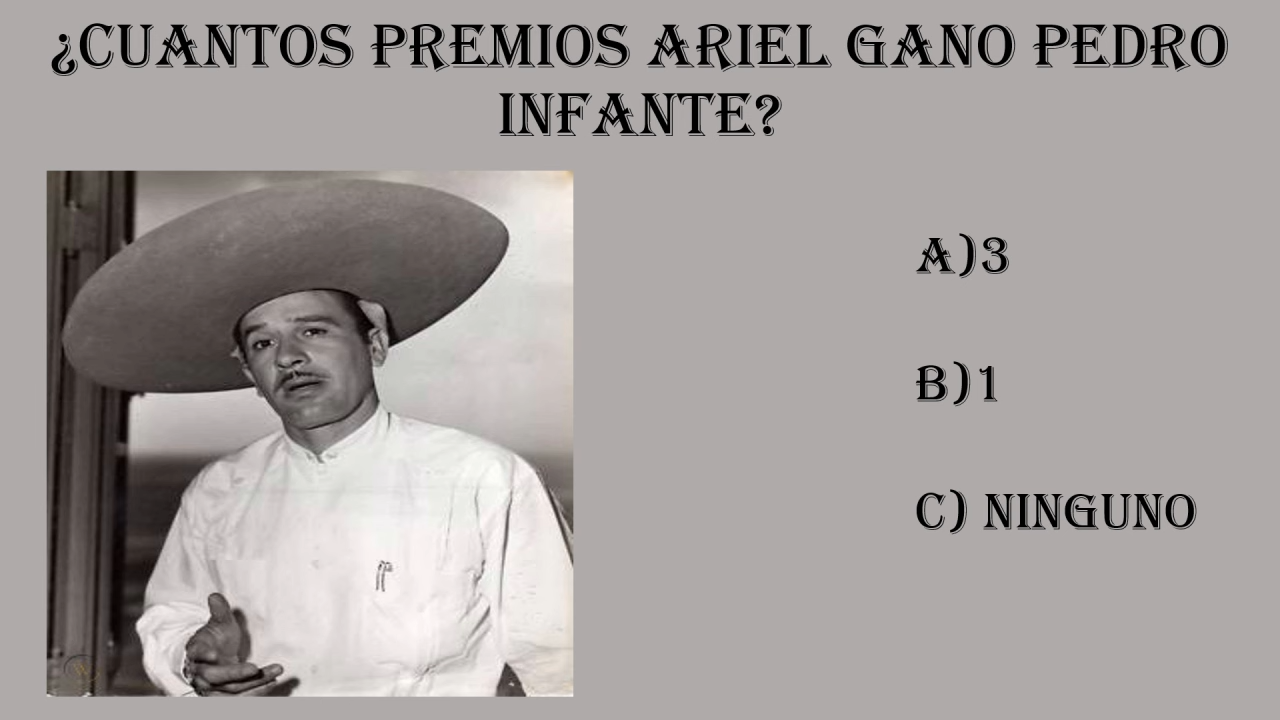 ¿CUANTOS PREMIOS ARIEL GANO PEDRO
INFANTE?
A)3
B)1
C) NINGUNO